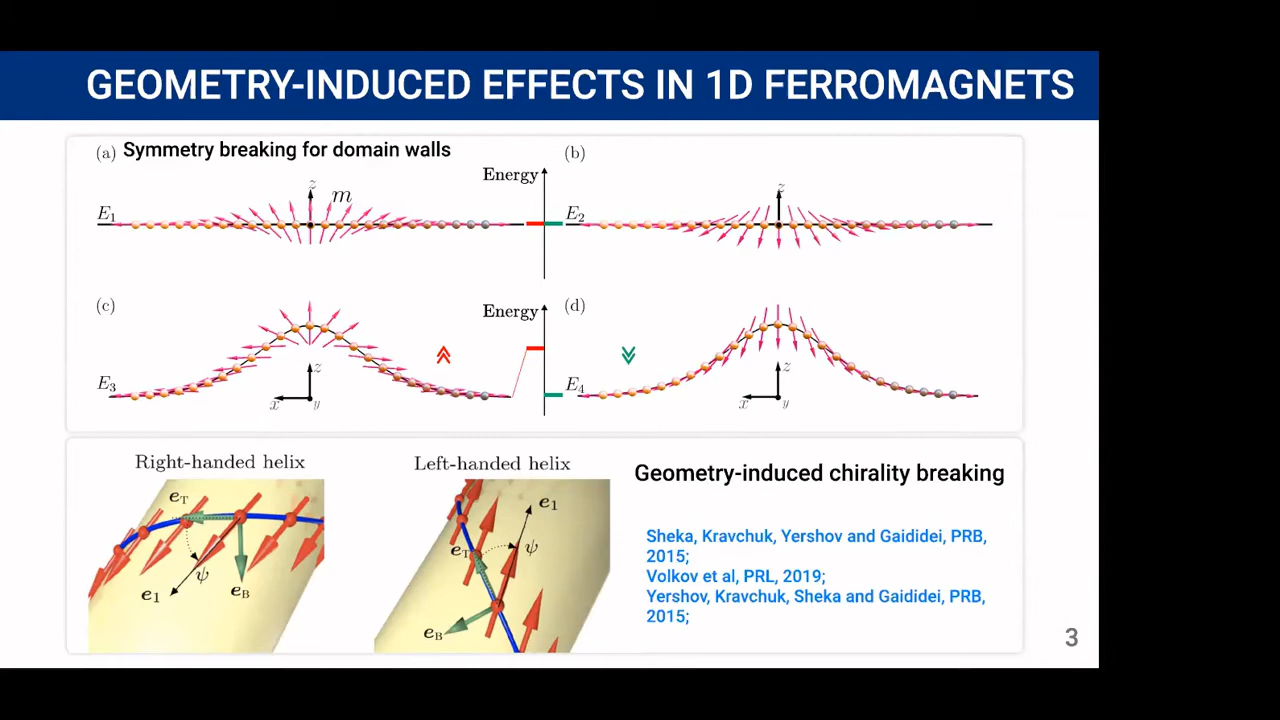 GEOMETRY-INDUCED EFFECTS IN 1D FERROMAGNETS
(a) Symmetry breaking for domain walls
(b)
Energy
z
m
z
E1
E2
(c)
Energy
(d)
z
z
E3
E4
x
y
x
y
Right-handed helix
Left-handed helix
Geometry-induced chirality breaking
eT
e1
eT
ψ
ψ
e1
eB
eB
Sheka, Kravchuk, Yershov and Gaididei, PRB,
2015;
Volkov et al, PRL, 2019;
Yershov, Kravchuk, Sheka and Gaididei, PRB,
2015;
3